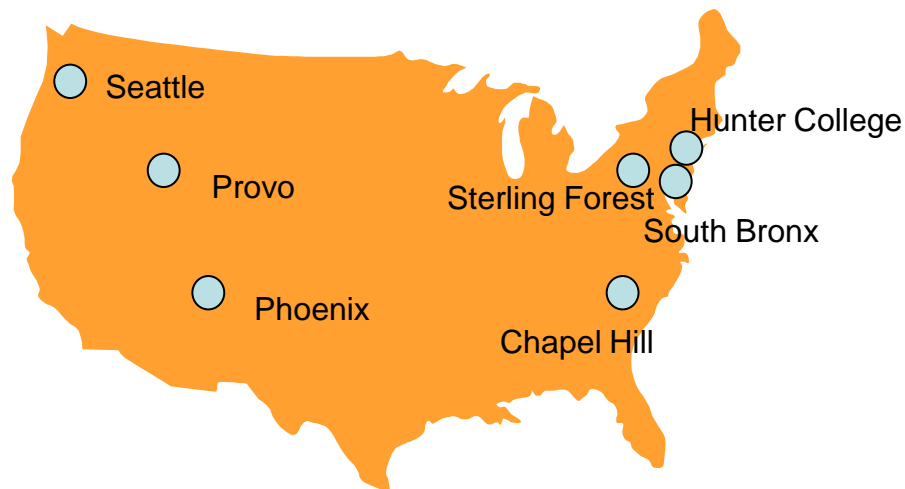 Seattle
Hunter College
Provo
Sterling Forest
South Bronx
Phoenix
Chapel Hill